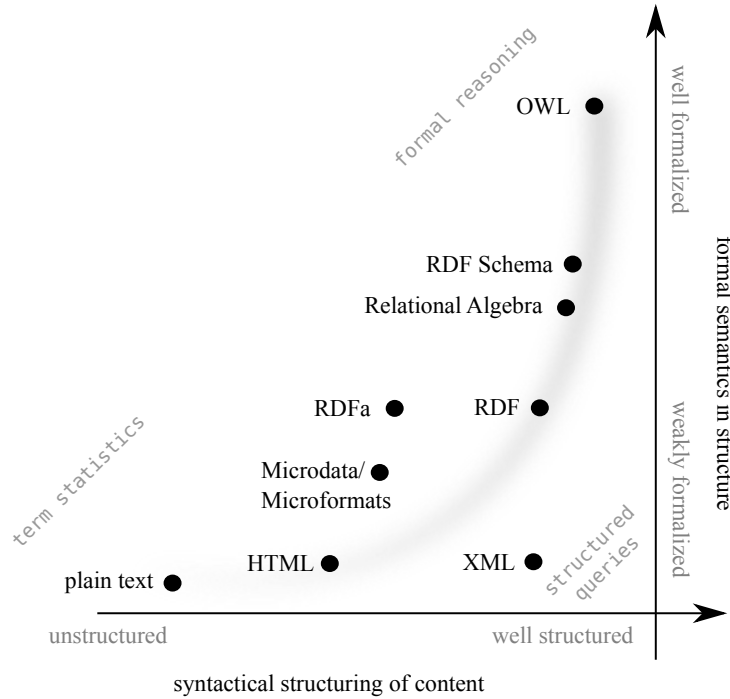 formal reasoning
well formalized
OWL
RDF Schema
Relational Algebra
formal semantics in structure
RDFa
RDF
weakly formalized
term statistics
Microdata/
Microformats
HTML
XML
structured
queries
plain text
unstructured
well structured
syntactical structuring of content